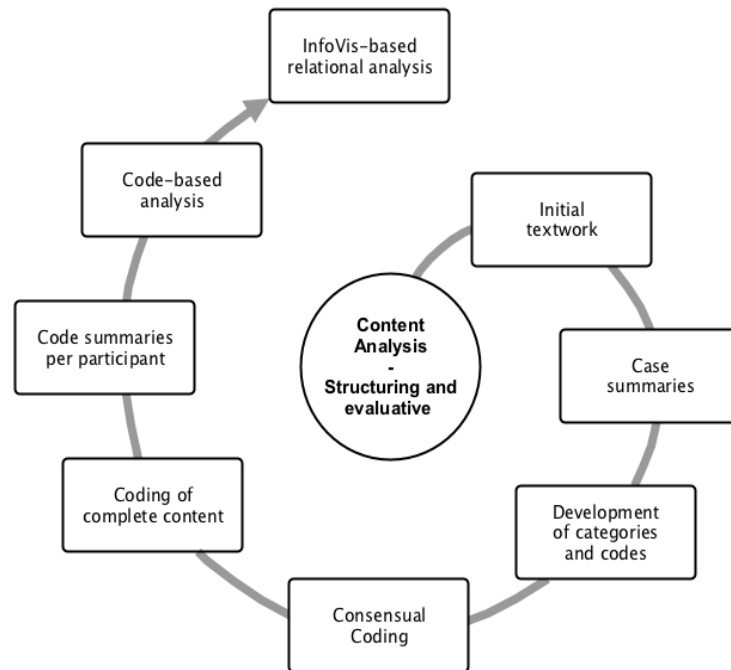 InfoVis-based
relational analysis
Code-based
analysis
Initial
textwork
Content
Analysis
-
Structuring and
evaluative
Code summaries
per participant
Case
summaries
Coding of
complete content
Development
of categories
and codes
Consensual
Coding